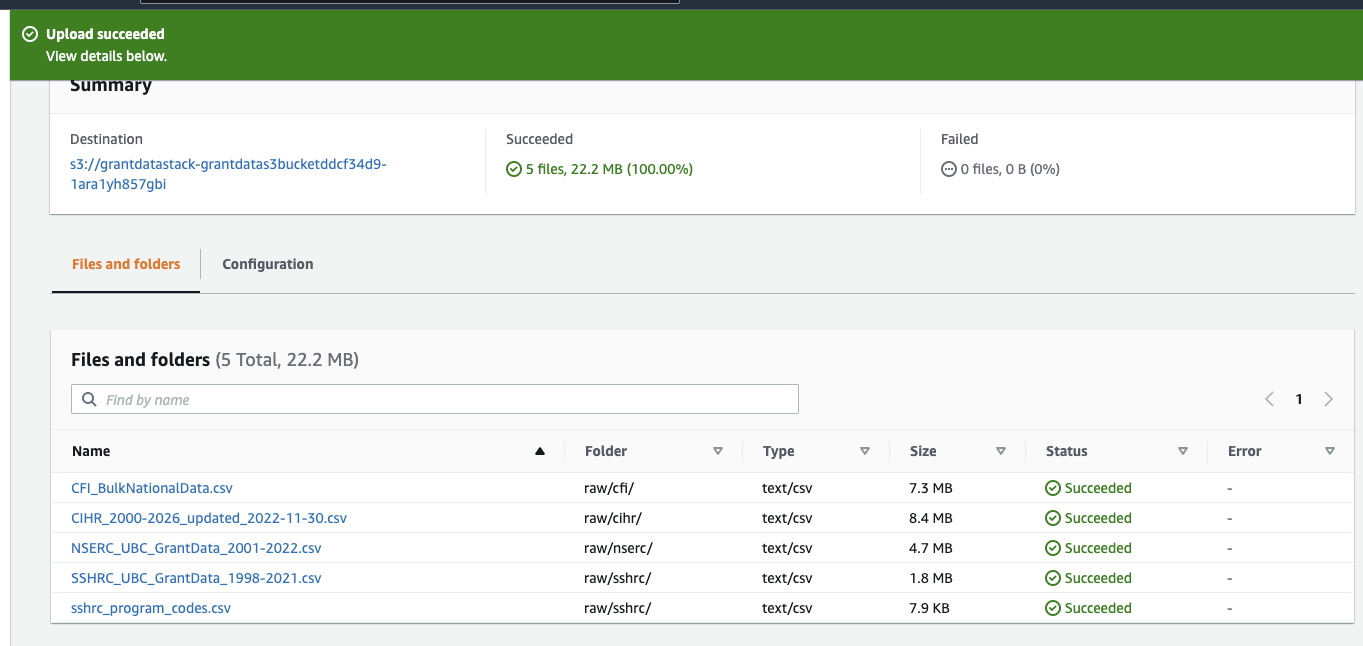 Upload succeeded
View details below.
Summary
Destination
s3://grantdatastack-grantdatas3bucketddcf34d9-
1ara1yh857gbi
Succeeded
5 files, 22.2 MB (100.00%)
Failed
0 files, 0 B (0%)
Files and folders
Configuration
Files and folders (5 Total, 22.2 MB)
Find by name
1
Name Folder Type Size Status Error
CFI_BulkNationalData.csv raw/cfi/ text/csv 7.3 MB Succeeded -
CIHR_2000-2026_updated_2022-11-30.csv raw/cihr/ text/csv 8.4 MB Succeeded -
NSERC_UBC_GrantData_2001-2022.csv raw/nserc/ text/csv 4.7 MB Succeeded -
SSHRC_UBC_GrantData_1998-2021.csv raw/sshrc/ text/csv 1.8 MB Succeeded -
sshrc_program_codes.csv raw/sshrc/ text/csv 7.9 KB Succeeded -